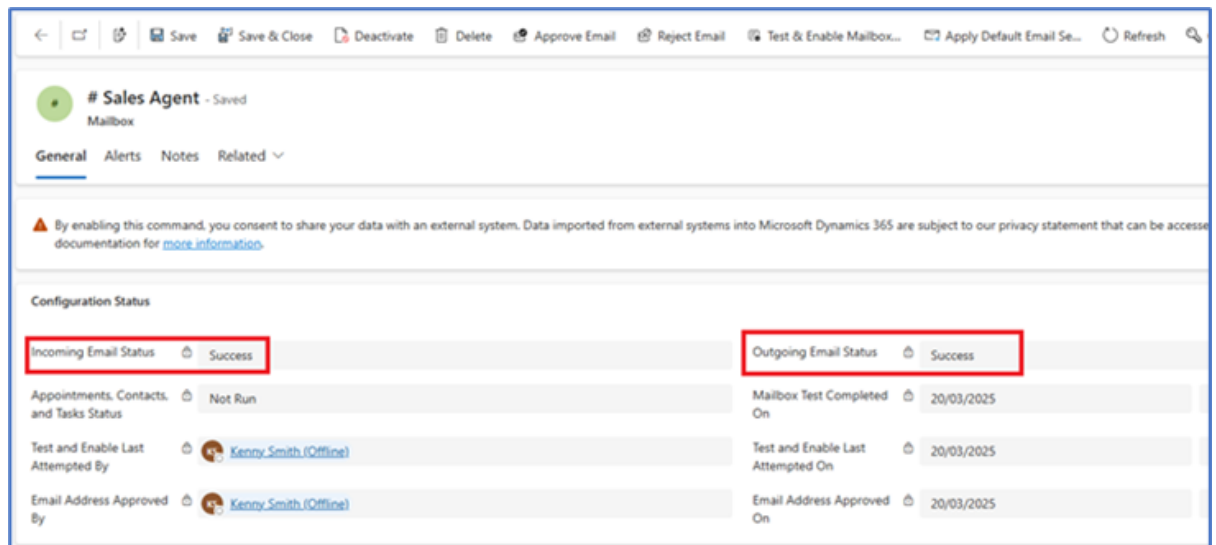 Save Save & Close Deactivate Delete Approve Email Reject Email Test & Enable Mailbox... Apply Default Email Se... Refresh
#
# Sales Agent - Saved
Mailbox
General Alerts Notes Related
By enabling this command, you consent to share your data with an external system. Data imported from external systems into Microsoft Dynamics 365 are subject to our privacy statement that can be accesse
documentation for more information.
Configuration Status
Incoming Email Status Success Outgoing Email Status Success
Appointments, Contacts, Not Run Mailbox Test Completed 20/03/2025
and Tasks Status On
Test and Enable Last Kenny Smith (Offline) Test and Enable Last 20/03/2025
Attempted By Attempted On
Email Address Approved Kenny Smith (Offline) Email Address Approved 20/03/2025
By On